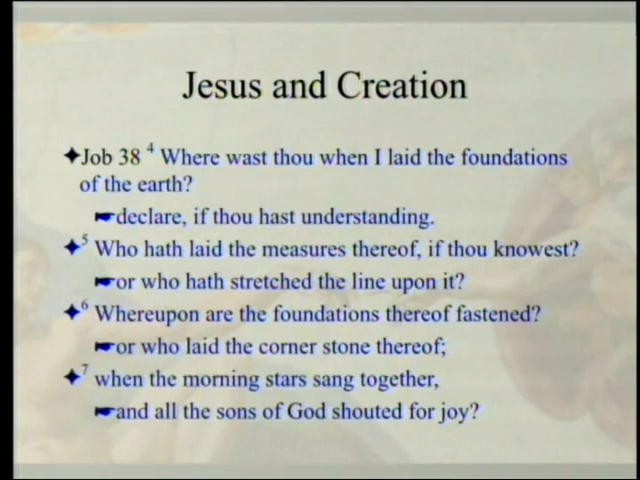 Jesus and Creation
Job 38 4 Where wast thou when I laid the foundations
of the earth?
declare, if thou hast understanding.
5 Who hath laid the measures thereof, if thou knowest?
or who hath stretched the line upon it?
6 Whereupon are the foundations thereof fastened?
or who laid the corner stone thereof;
7 when the morning stars sang together,
and all the sons of God shouted for joy?